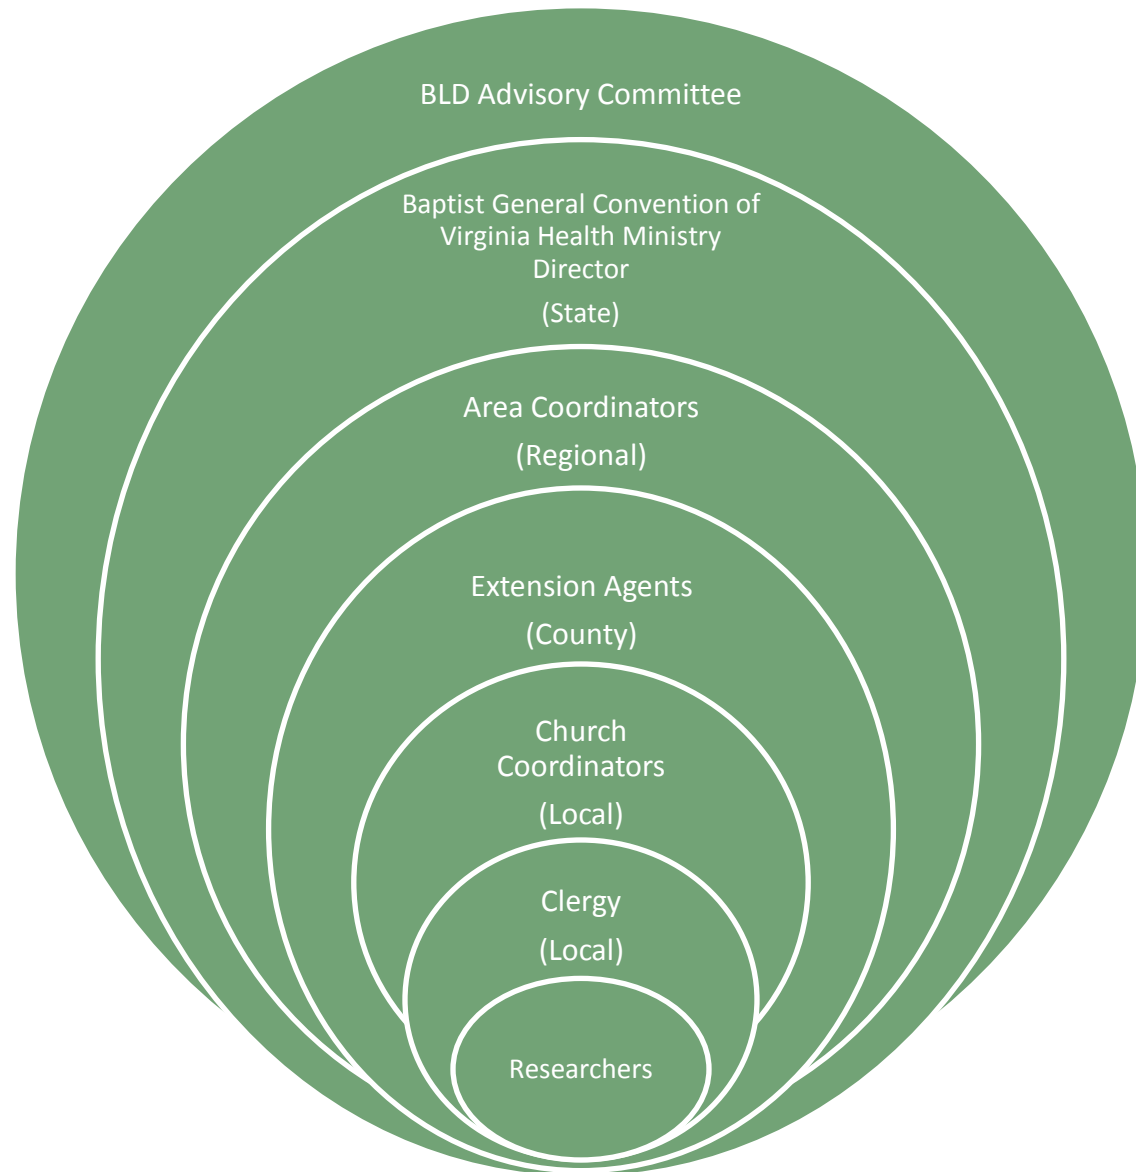 BLD Advisory Committee
Baptist General Convention of
Virginia Health Ministry
Director
(State)
Area Coordinators
(Regional)
Extension Agents
(County)
Church
Coordinators
(Local)
Clergy
(Local)
Researchers